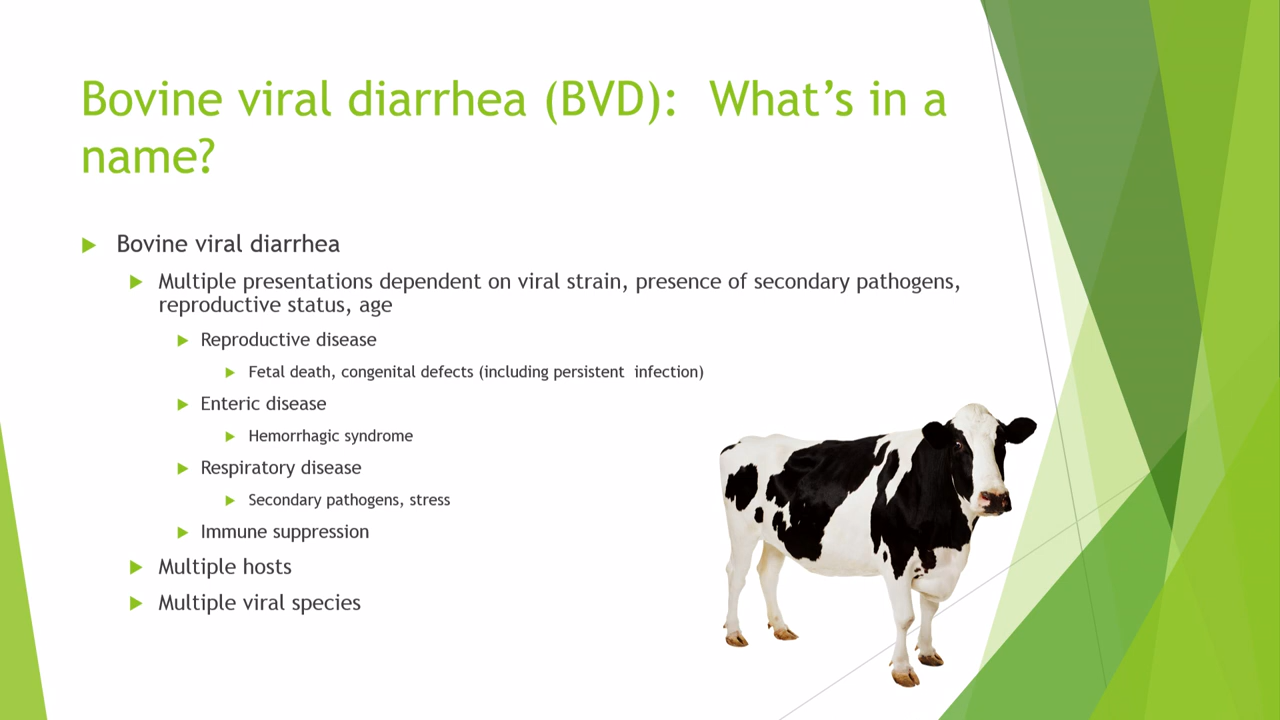 Bovine viral diarrhea (BVD):  What's in a
name?
Bovine viral diarrhea
Multiple presentations dependent on viral strain, presence of secondary pathogens,
reproductive status, age
Reproductive disease
Fetal death, congenital defects (including persistent  infection)
Enteric disease
Hemorrhagic syndrome
Respiratory disease
Secondary pathogens, stress
Immune suppression
Multiple hosts
Multiple viral species